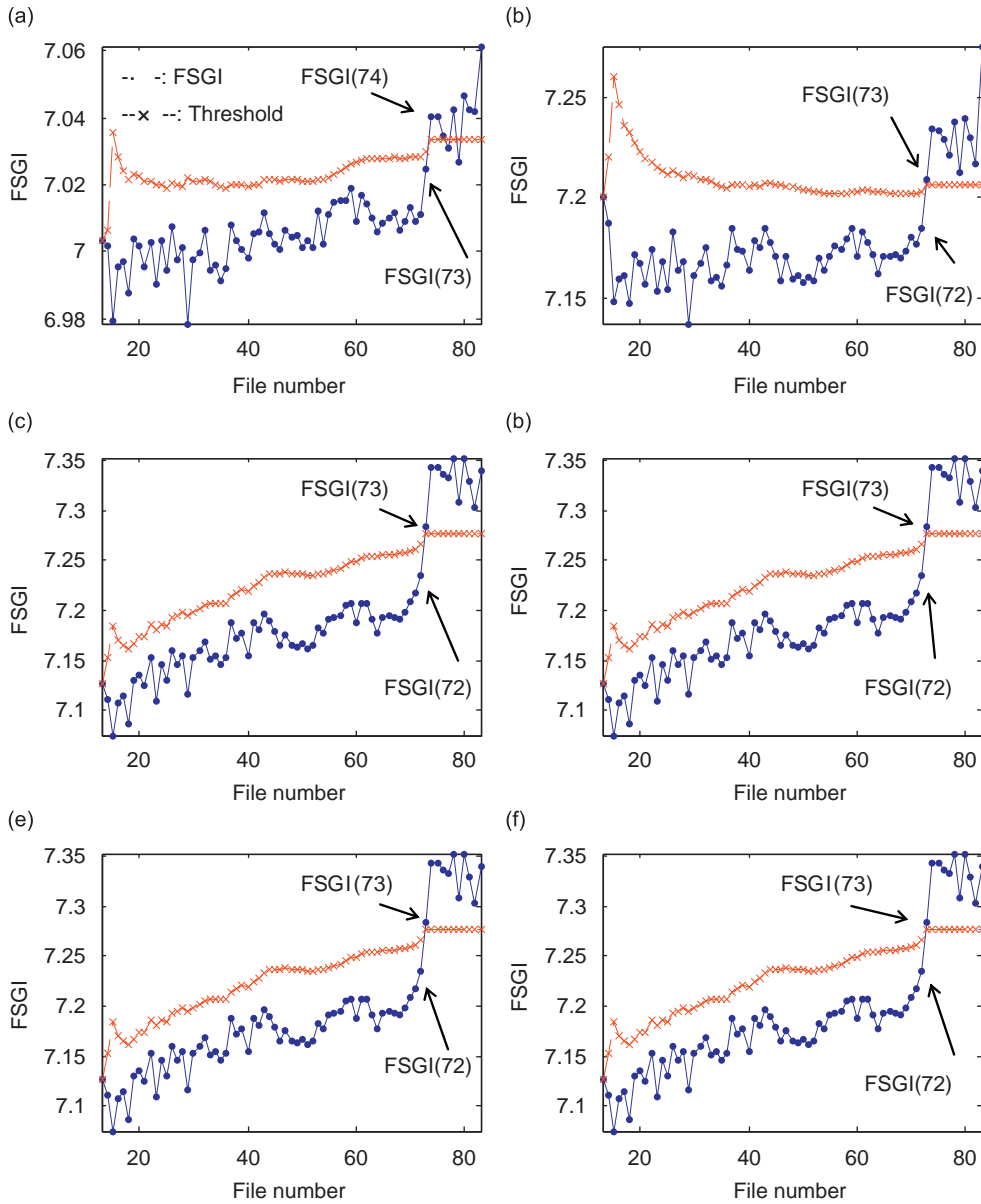 (a)
7.06
7.04
7.02
7
6.98
FSGI
-- · -: FSGI
--×- --: Threshold
FSGI(74)
FSGI(73)
20
40
60
80
File number
(b)
7.25
7.2
7.15
FSGI
FSGI(73)
FSGI(72)
20
40
60
80
File number
(c)
7.35
7.3
7.25
7.2
7.15
7.1
FSGI
FSGI(73)
FSGI(72)
20
40
60
80
File number
(b)
7.35
7.3
7.25
7.2
7.15
7.1
FSGI
FSGI(73)
FSGI(72)
20
40
60
80
File number
(e)
7.35
7.3
7.25
7.2
7.15
7.1
FSGI
FSGI(73)
FSGI(72)
20
40
60
80
File number
(f)
7.35
7.3
7.25
7.2
7.15
7.1
FSGI
FSGI(73)
FSGI(72)
20
40
60
80
File number